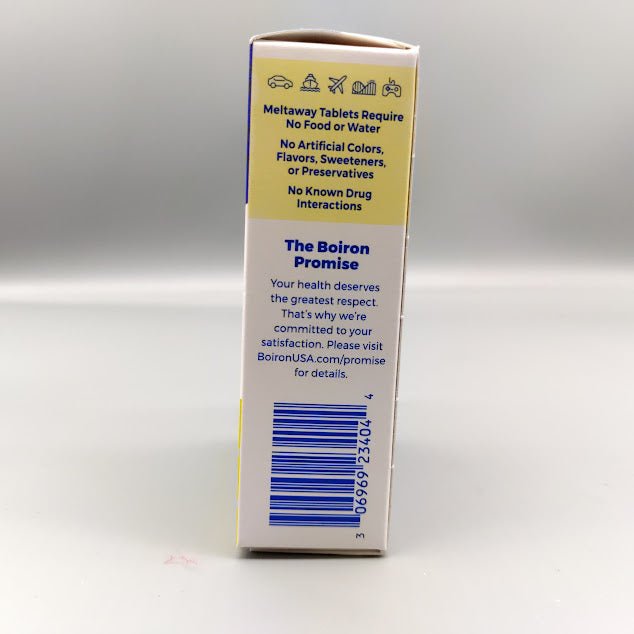 Meltaway Tablets Require
No Food or Water
No Artificial Colors,
Flavors, Sweeteners,
or Preservatives
No Known Drug
Interactions
The Boiron
Promise
Your health deserves
the greatest respect.
That's why we're
committed to your
satisfaction. Please visit
BoironUSA.com/promise
for details.
3 06969 23404 4